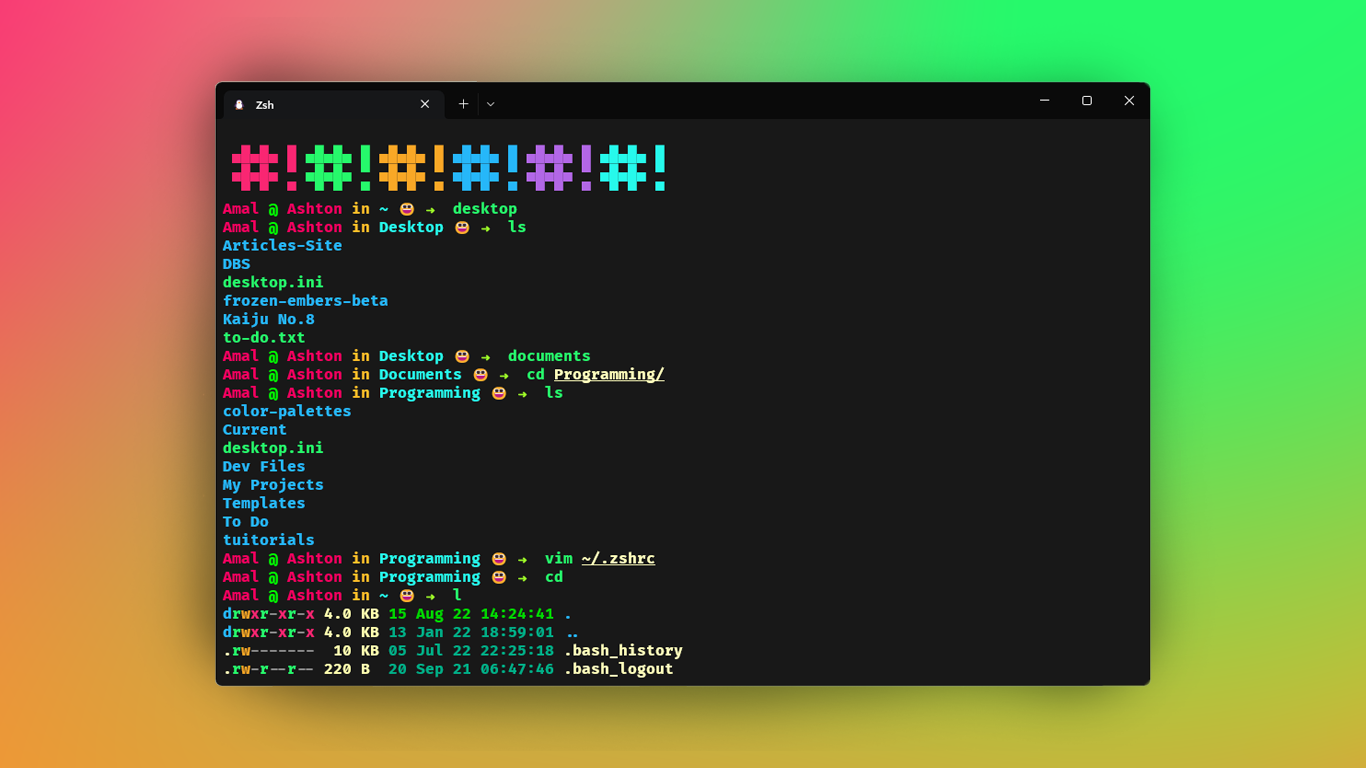 Zsh
#!#!#!#!#!#!
Amal @ Ashton in ~ 😀 ➜ desktop
Amal @ Ashton in Desktop 😀 ➜ ls
Articles-Site
DBS
desktop.ini
frozen-embers-beta
Kaiju No.8
to-do.txt
Amal @ Ashton in Desktop 😀 ➜ documents
Amal @ Ashton in Documents 😀 ➜ cd Programming/
Amal @ Ashton in Programming 😀 ➜ ls
color-palettes
Current
desktop.ini
Dev Files
My Projects
Templates
To Do
tuitorials
Amal @ Ashton in Programming 😀 ➜ vim ~/.zshrc
Amal @ Ashton in Programming 😀 ➜ cd
Amal @ Ashton in ~ 😀 ➜ l
drwxr-xr-x 4.0 KB 15 Aug 22 14:24:41 .
drwxr-xr-x 4.0 KB 13 Jan 22 18:59:01 ..
.rw------- 10 KB 05 Jul 22 22:25:18 .bash_history
.rw-r--r-- 220 B 20 Sep 21 06:47:46 .bash_logout